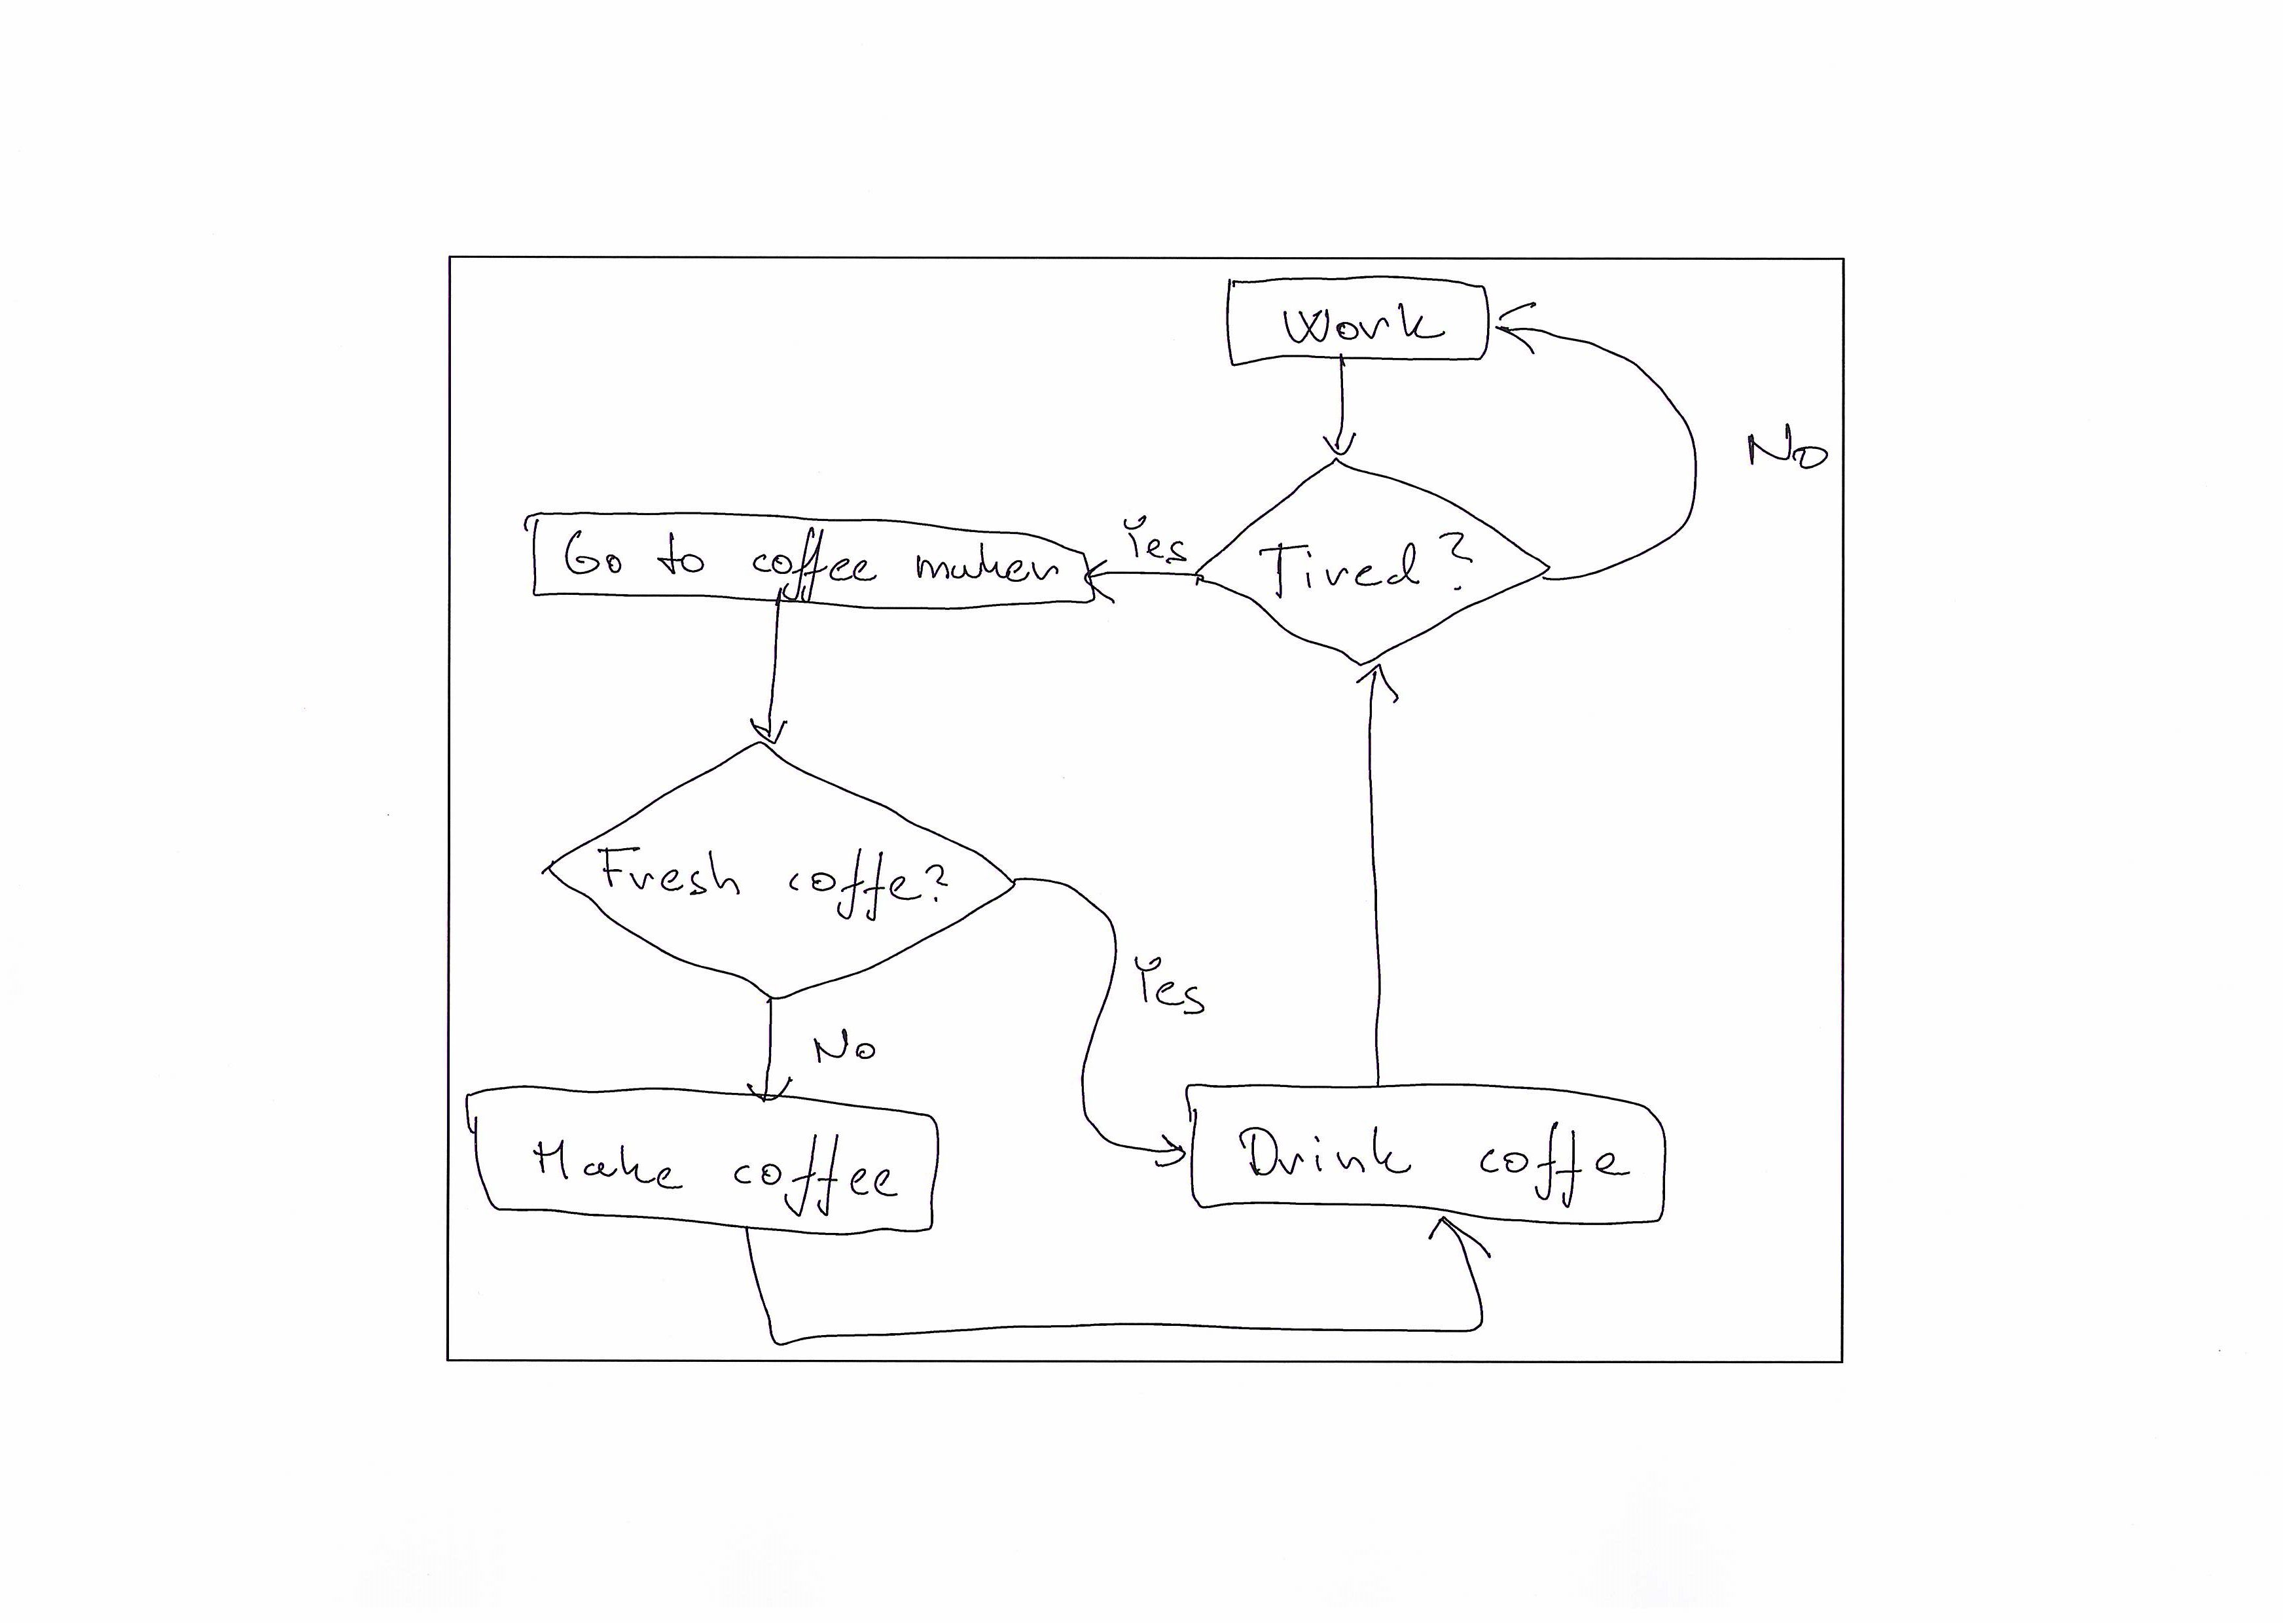 Work
No
Yes
Tired?
Go to coffee maker
Fresh coffe?
Yes
No
Make coffee
Drink coffe